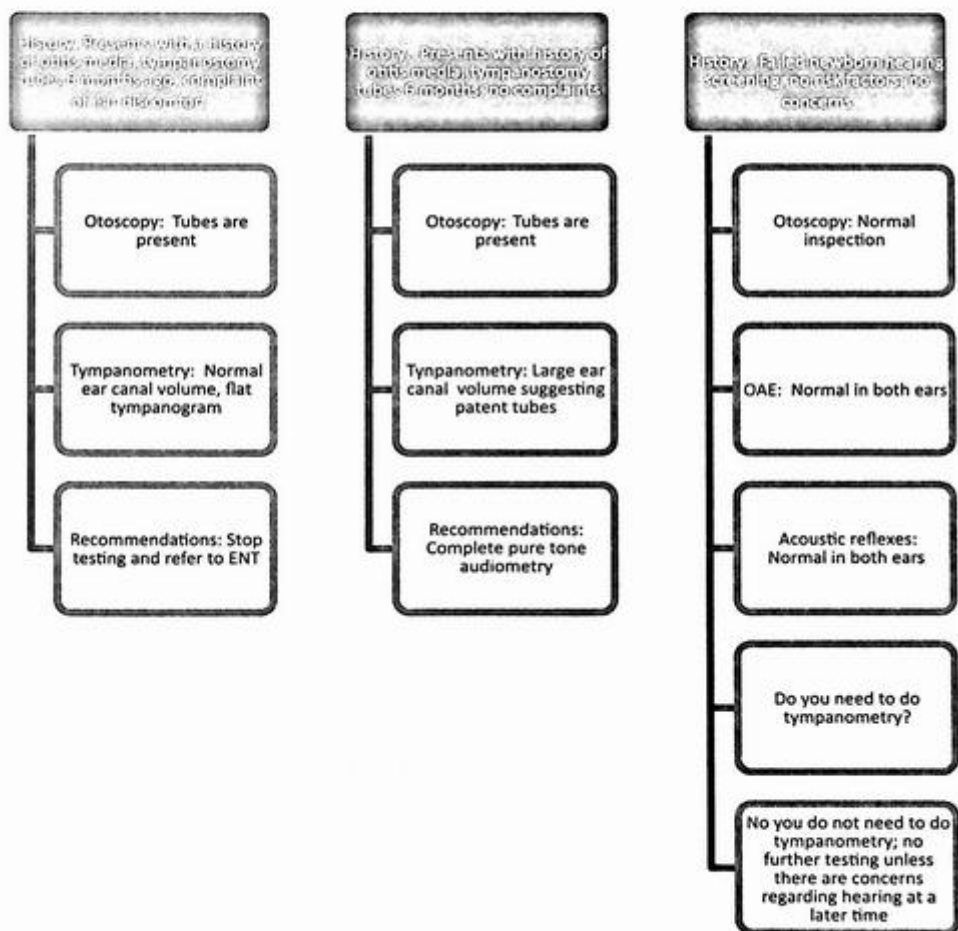 History: Presents with a history
of otitis media, tympanostomy
tubes 6 months ago. Complaint
of ear discomfort
Otoscopy: Tubes are
present
Tympanometry: Normal
ear canal volume, flat
tympanogram
Recommendations: Stop
testing and refer to ENT
History: Presents with history of
otitis media, tympanostomy
tubes 6 months, no complaints
Otoscopy: Tubes are
present
Tynpanometry: Large ear
canal volume suggesting
patent tubes
Recommendations:
Complete pure tone
audiometry
History: Failed newborn hearing
screening, no risk factors, no
concerns
Otoscopy: Normal
inspection
OAE: Normal in both ears
Acoustic reflexes:
Normal in both ears
Do you need to do
tympanometry?
No you do not need to do
tympanometry; no
further testing unless
there are concerns
regarding hearing at a
later time